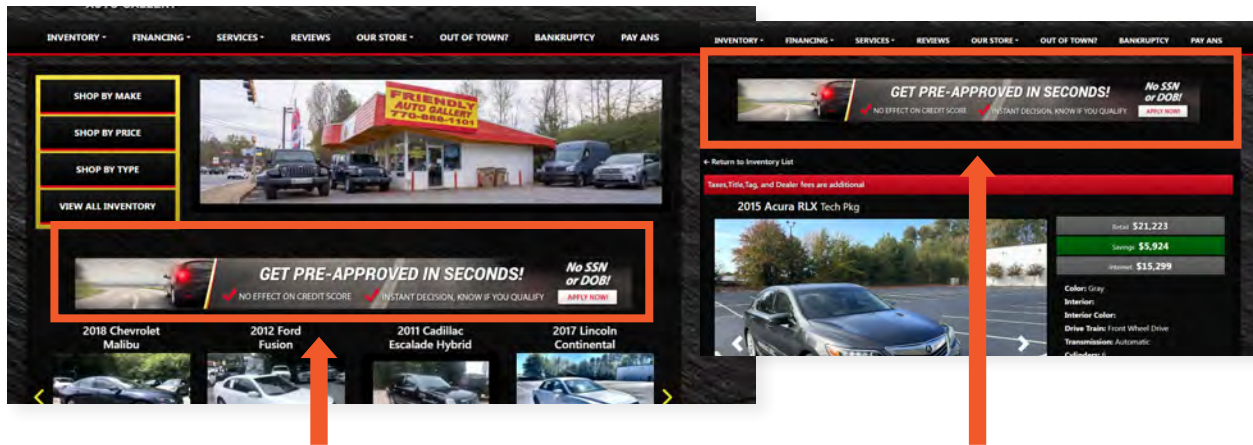 AUTO GALLERY
INVENTORY FINANCING SERVICES REVIEWS OUR STORE OUT OF TOWN? BANKRUPTCY PAY ANS
SHOP BY MAKE
SHOP BY PRICE
SHOP BY TYPE
VIEW ALL INVENTORY
FRIENDLY
AUTO GALLERY
770-868-1101
GET PRE-APPROVED IN SECONDS!
NO EFFECT ON CREDIT SCORE INSTANT DECISION, KNOW IF YOU QUALIFY
No SSN
or DOB!
APPLY NOW!
2018 Chevrolet
Malibu
2012 Ford
Fusion
2011 Cadillac
Escalade Hybrid
2017 Lincoln
Continental
INVENTORY FINANCING SERVICES REVIEWS OUR STORE OUT OF TOWN? BANKRUPTCY PAY ANS
GET PRE-APPROVED IN SECONDS!
NO EFFECT ON CREDIT SCORE INSTANT DECISION, KNOW IF YOU QUALIFY
No SSN
or DOB!
APPLY NOW!
← Return to Inventory List
Taxes,Title,Tag, and Dealer fees are additional
2015 Acura RLX Tech Pkg
Retail $21,223
Savings $5,924
Internet $15,299
Color: Gray
Interior:
Interior Color:
Drive Train: Front Wheel Drive
Transmission: Automatic
Cylinders: 6